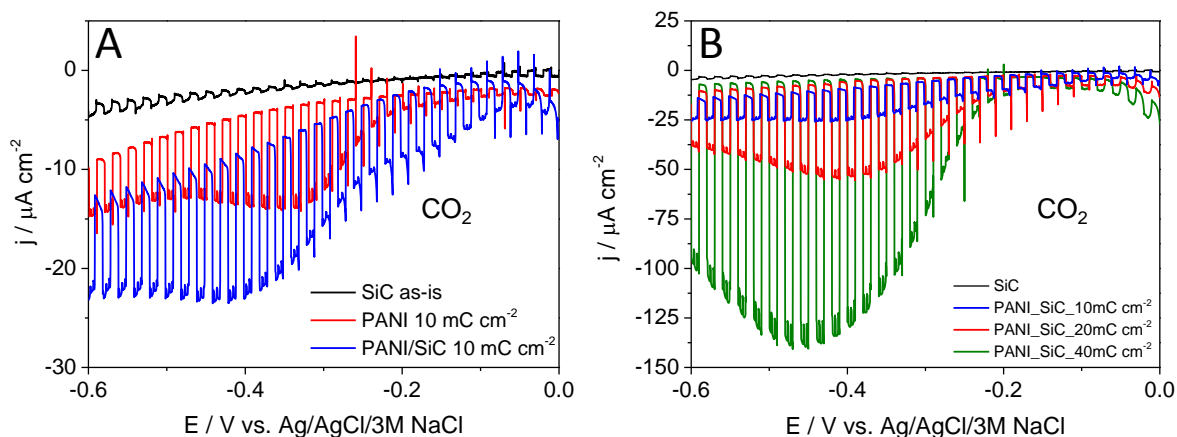 A
0
-10
-20
-30
j / μA cm-2
CO2
SiC as-is
PANI 10 mC cm-2
PANI/SiC 10 mC cm-2
-0.6
-0.4
-0.2
0.0
E / V vs. Ag/AgCl/3M NaCl
B
25
0
-25
-50
-75
-100
-125
-150
j / μA cm-2
CO2
SiC
PANI_SiC_10mC cm-2
PANI_SiC_20mC cm-2
PANI_SiC_40mC cm-2
-0.6
-0.4
-0.2
0.0
E / V vs. Ag/AgCl/3M NaCl